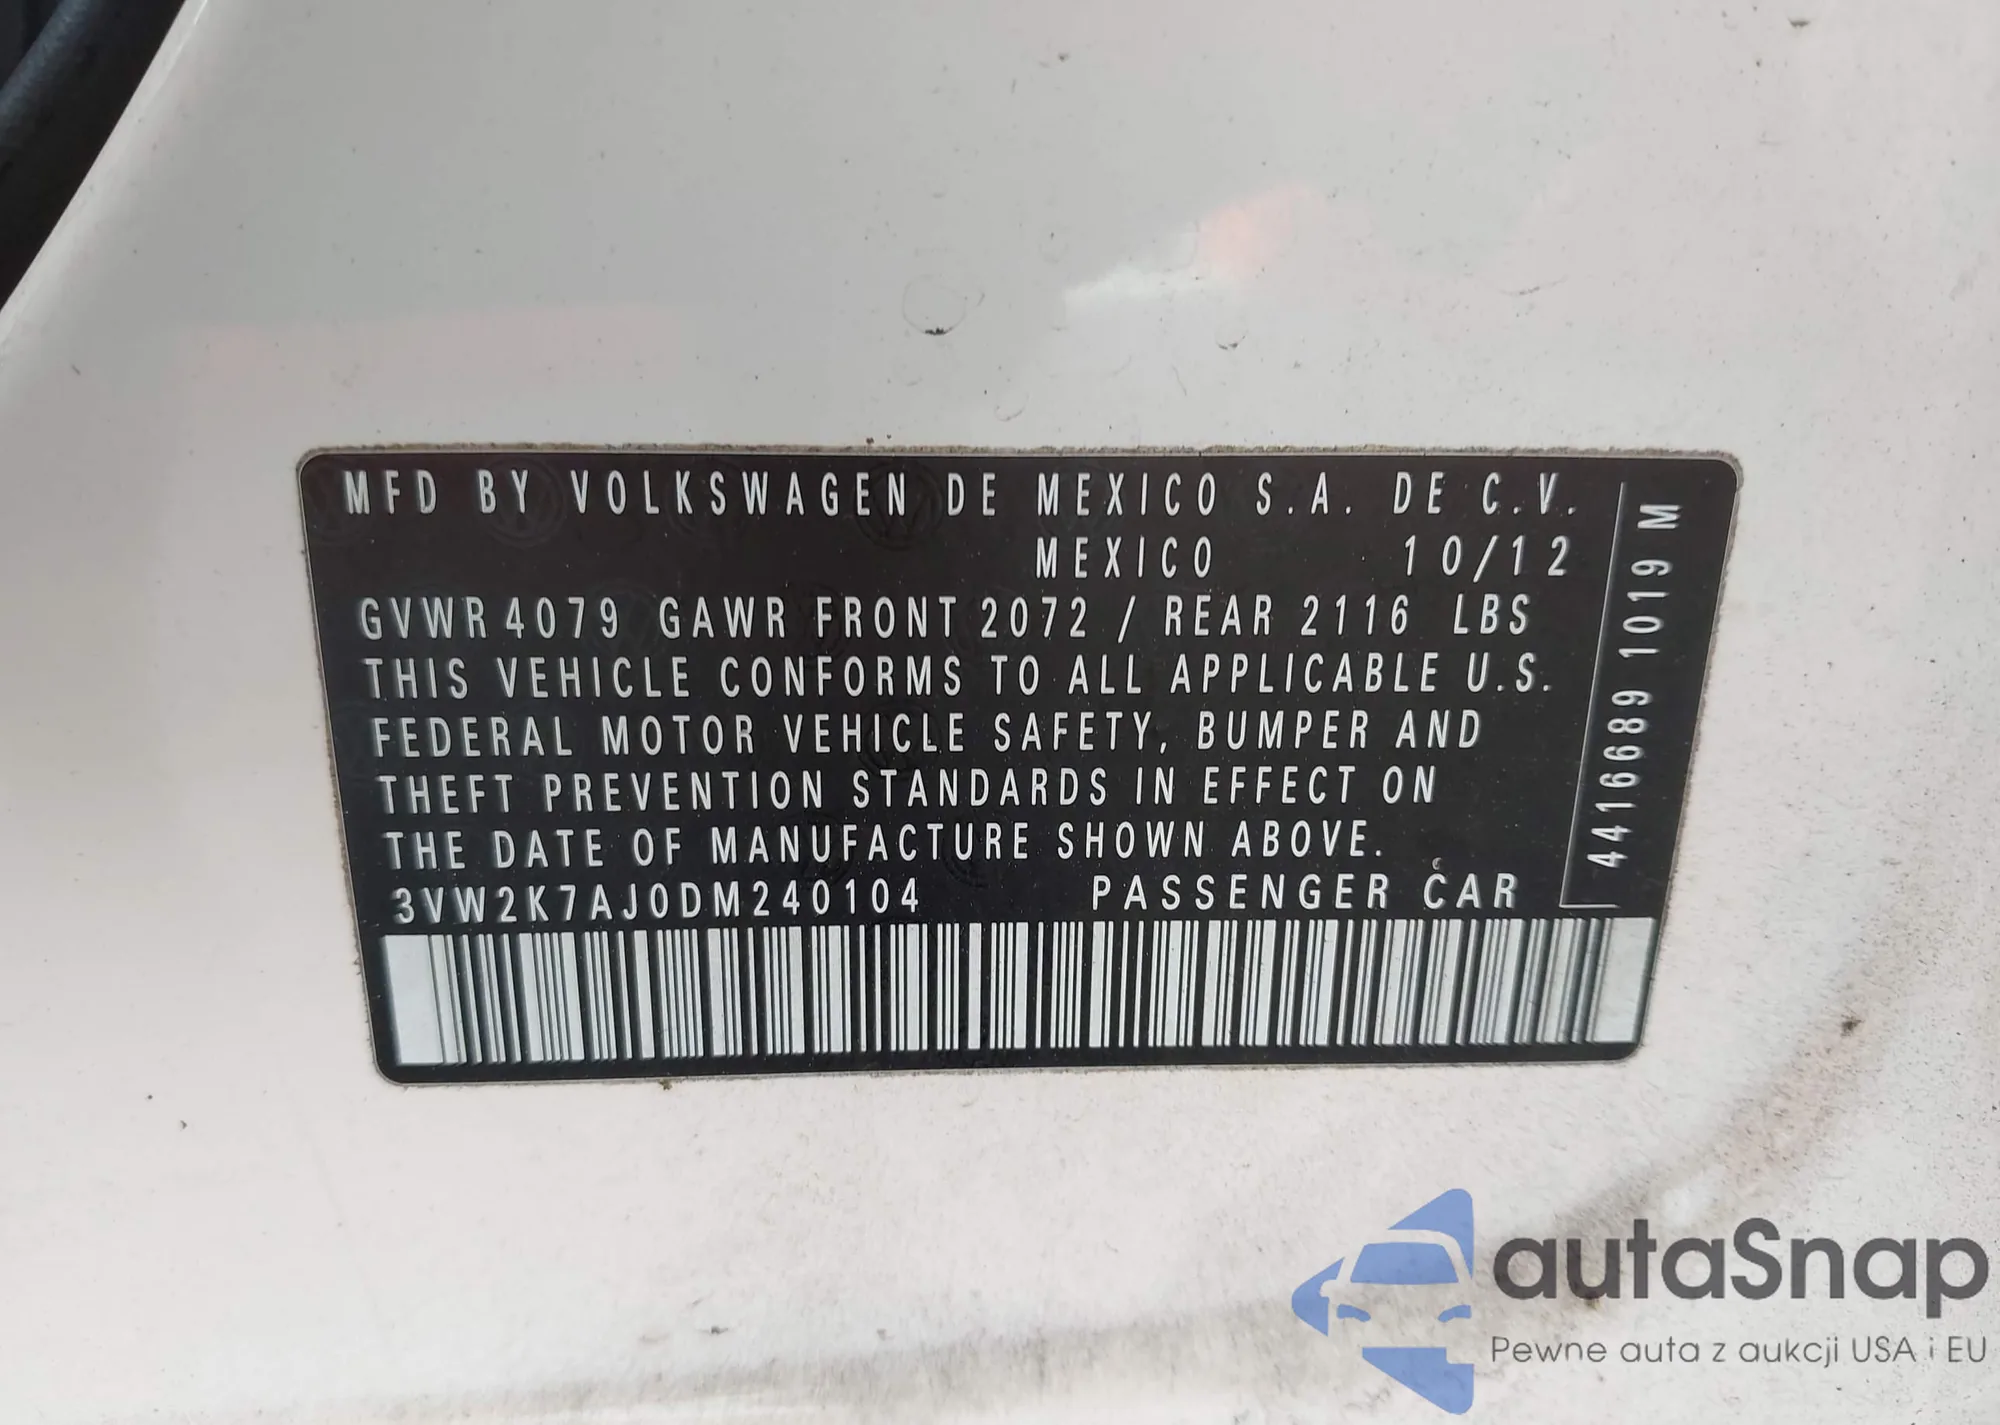 MFD BY VOLKSWAGEN DE MEXICO S.A. DE C.V.
MEXICO 10/12
GVWR 4079 GAWR FRONT 2072 / REAR 2116 LBS
THIS VEHICLE CONFORMS TO ALL APPLICABLE U.S.
FEDERAL MOTOR VEHICLE SAFETY, BUMPER AND
THEFT PREVENTION STANDARDS IN EFFECT ON
THE DATE OF MANUFACTURE SHOWN ABOVE.
3VW2K7AJ0DM240104 PASSENGER CAR
4416689 1019 M
autaSnap
Pewne auta z aukcji USA i EU